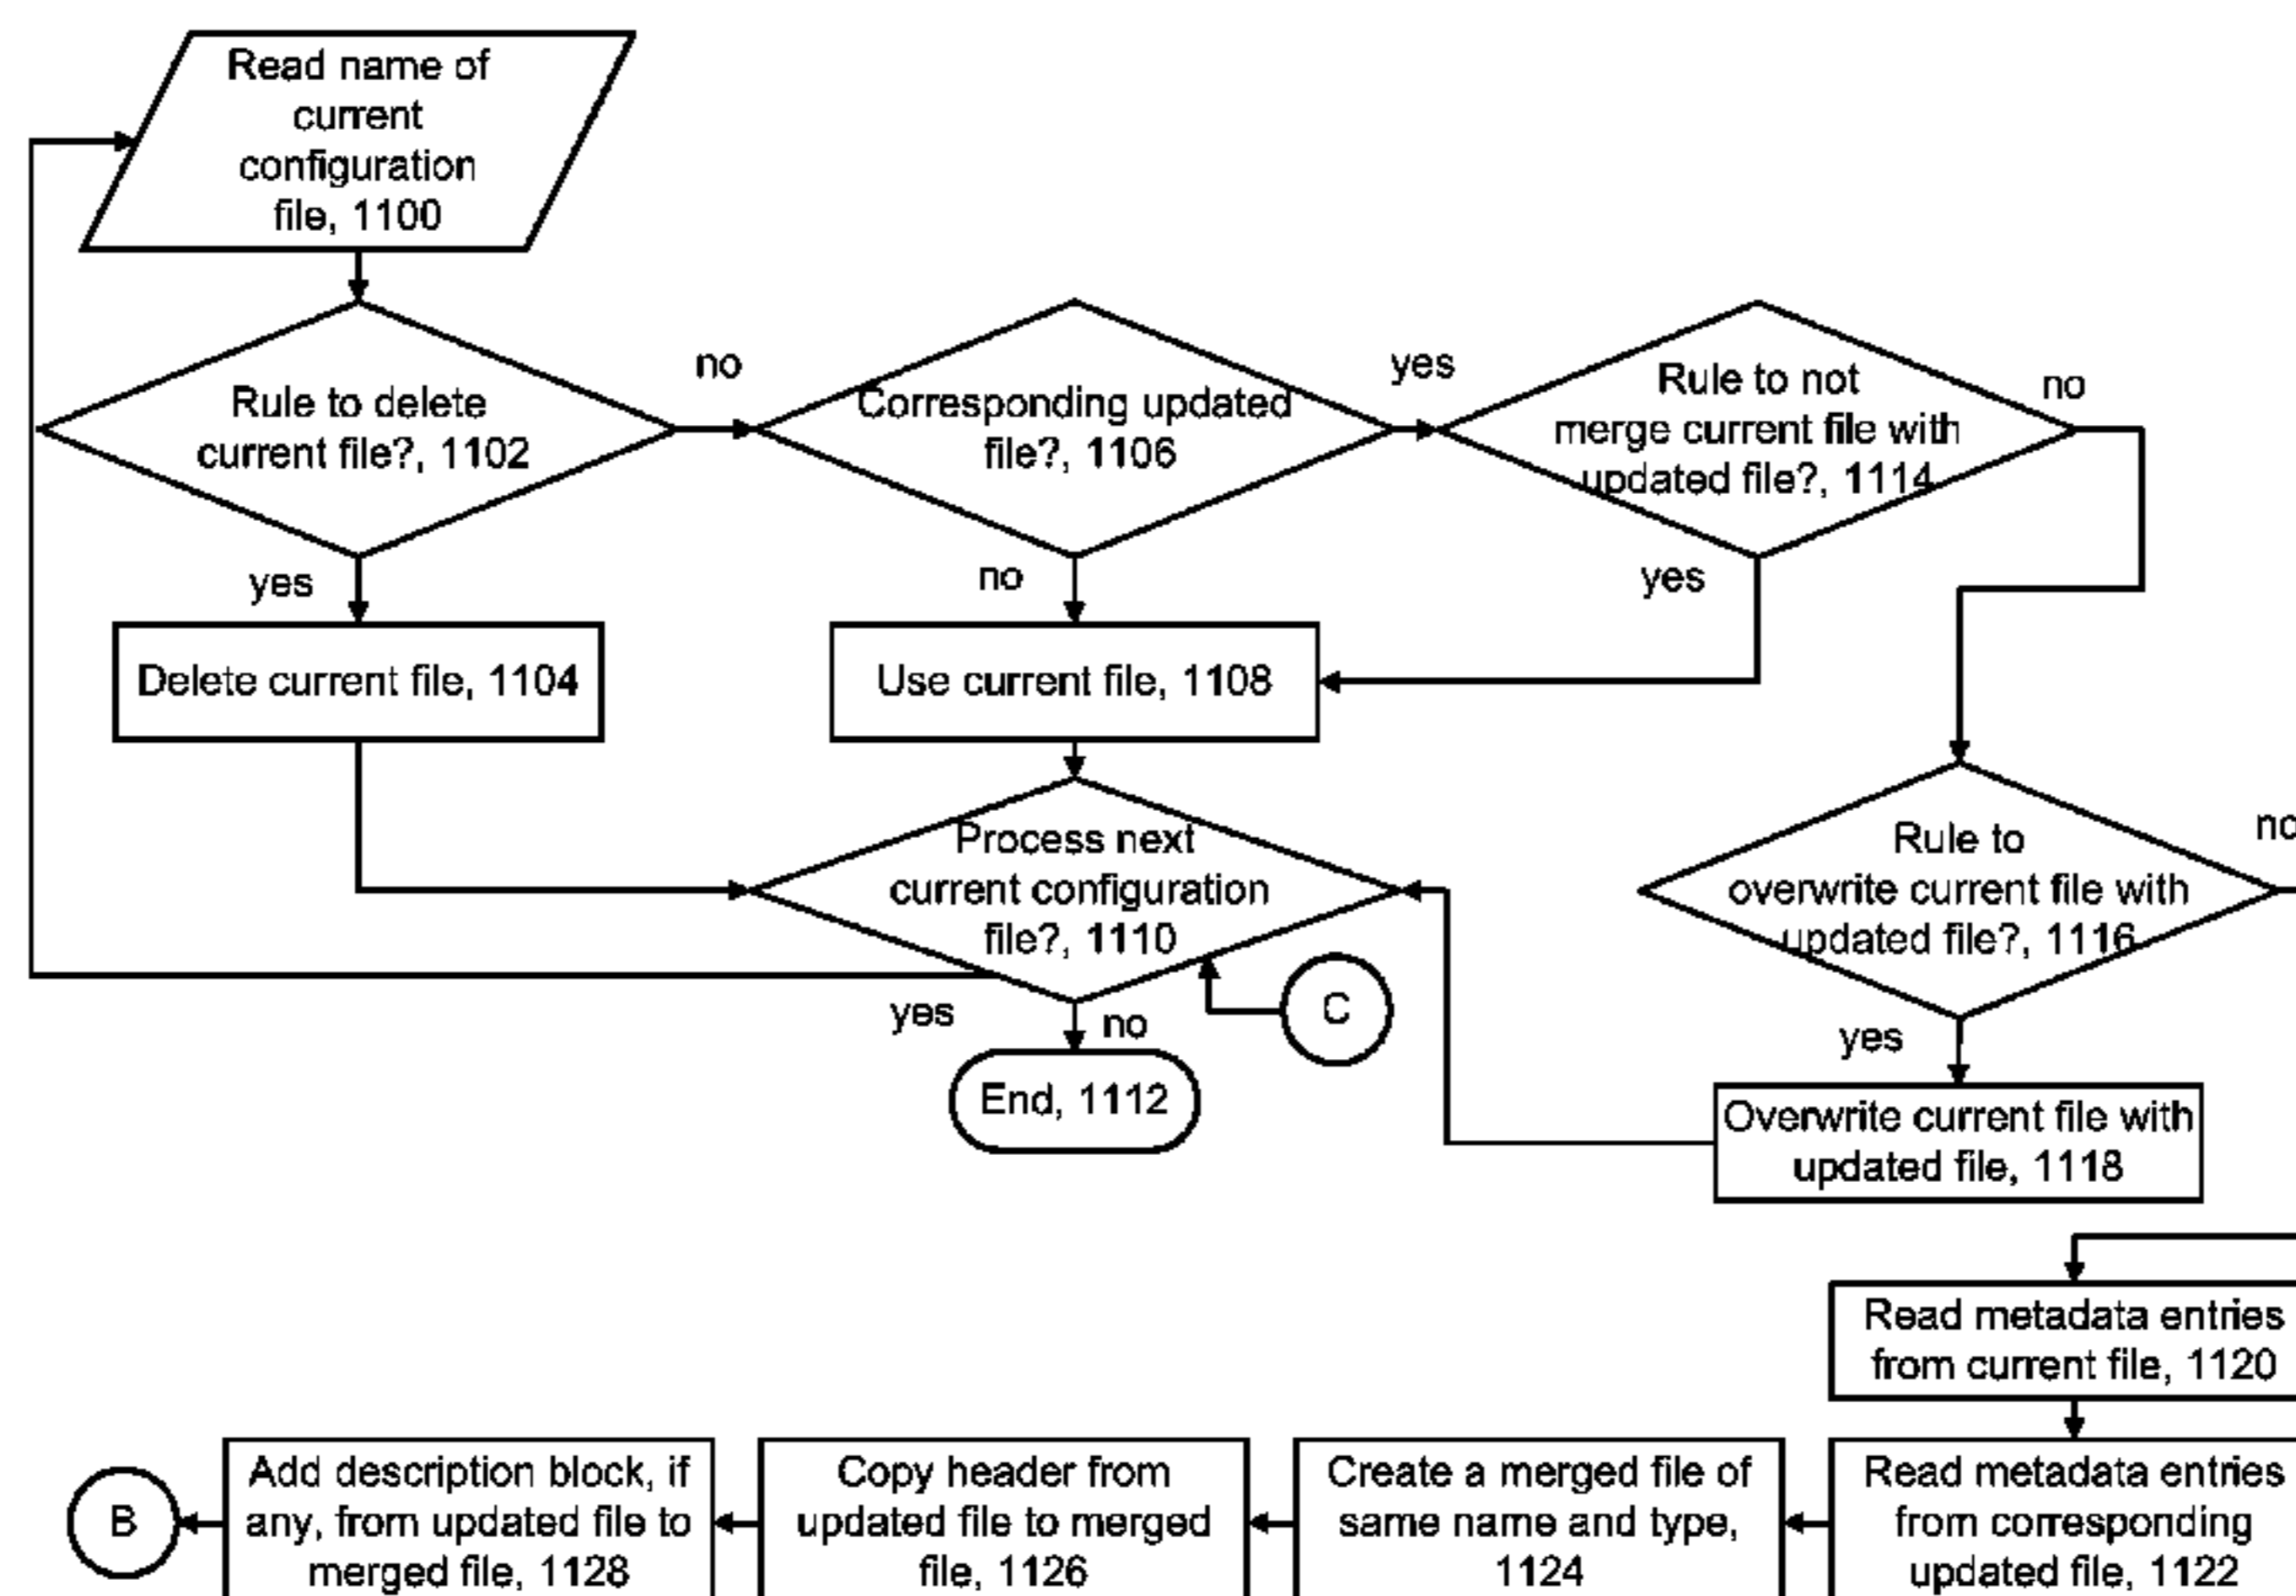 Read name of
current
configuration
file, 1100
Rule to delete
current file?, 1102
no
Corresponding updated
file?, 1106
yes
Rule to not
merge current file with
updated file?, 1114
no
yes
no
yes
Delete current file, 1104
Use current file, 1108
Process next
current configuration
file?, 1110
Rule to
overwrite current file with
updated file?, 1116
no
yes
no
C
yes
End, 1112
Overwrite current file with
updated file, 1118
Read metadata entries
from current file, 1120
B
Add description block, if
any, from updated file to
merged file, 1128
Copy header from
updated file to merged
file, 1126
Create a merged file of
same name and type,
1124
Read metadata entries
from corresponding
updated file, 1122